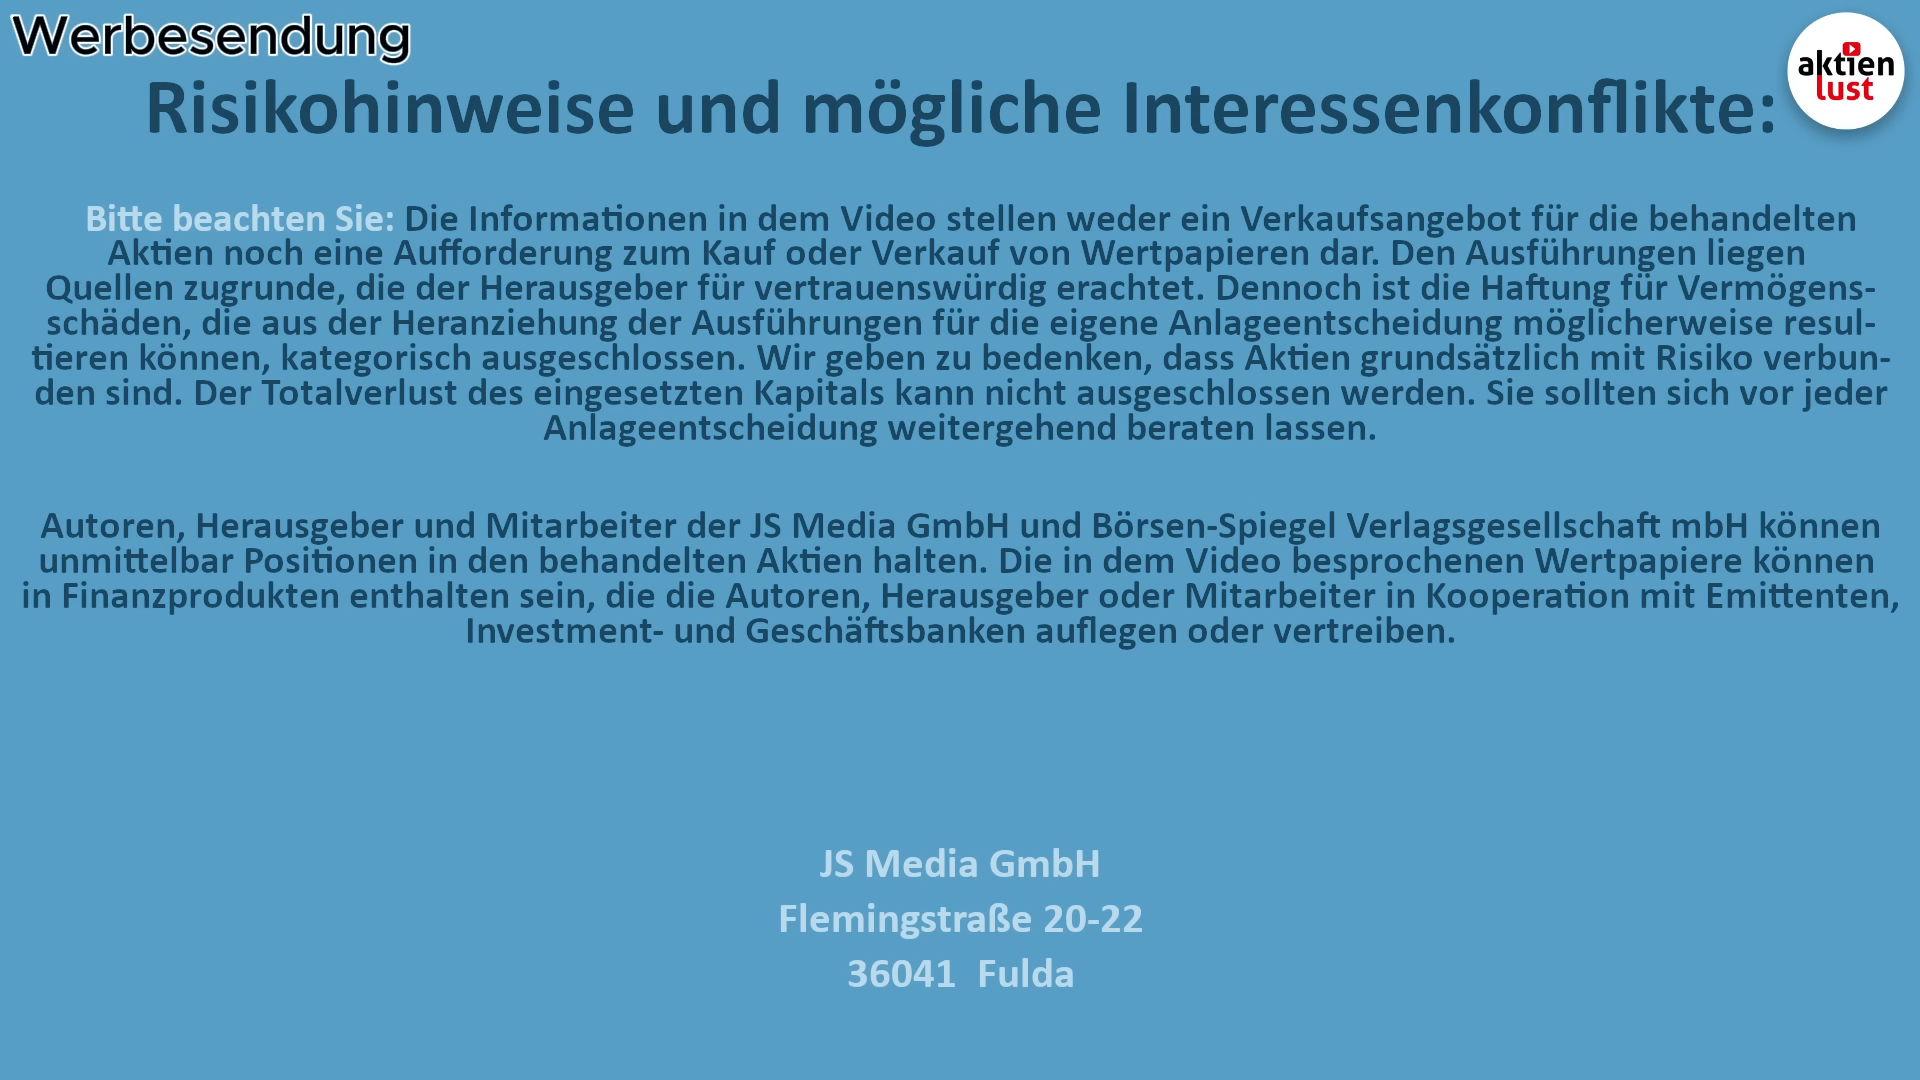 Werbesendung
aktien
lust
Risikohinweise und mögliche Interessenkonflikte:
Bitte beachten Sie: Die Informationen in dem Video stellen weder ein Verkaufsangebot für die behandelten
Aktien noch eine Aufforderung zum Kauf oder Verkauf von Wertpapieren dar. Den Ausführungen liegen
Quellen zugrunde, die der Herausgeber für vertrauenswürdig erachtet. Dennoch ist die Haftung für Vermögens-
schäden, die aus der Heranziehung der Ausführungen für die eigene Anlageentscheidung möglicherweise resul-
tieren können, kategorisch ausgeschlossen. Wir geben zu bedenken, dass Aktien grundsätzlich mit Risiko verbun-
den sind. Der Totalverlust des eingesetzten Kapitals kann nicht ausgeschlossen werden. Sie sollten sich vor jeder
Anlageentscheidung weitergehend beraten lassen.
Autoren, Herausgeber und Mitarbeiter der JS Media GmbH und Börsen-Spiegel Verlagsgesellschaft mbH können
unmittelbar Positionen in den behandelten Aktien halten. Die in dem Video besprochenen Wertpapiere können
in Finanzprodukten enthalten sein, die die Autoren, Herausgeber oder Mitarbeiter in Kooperation mit Emittenten,
Investment- und Geschäftsbanken auflegen oder vertreiben.
JS Media GmbH
Flemingstraße 20-22
36041  Fulda